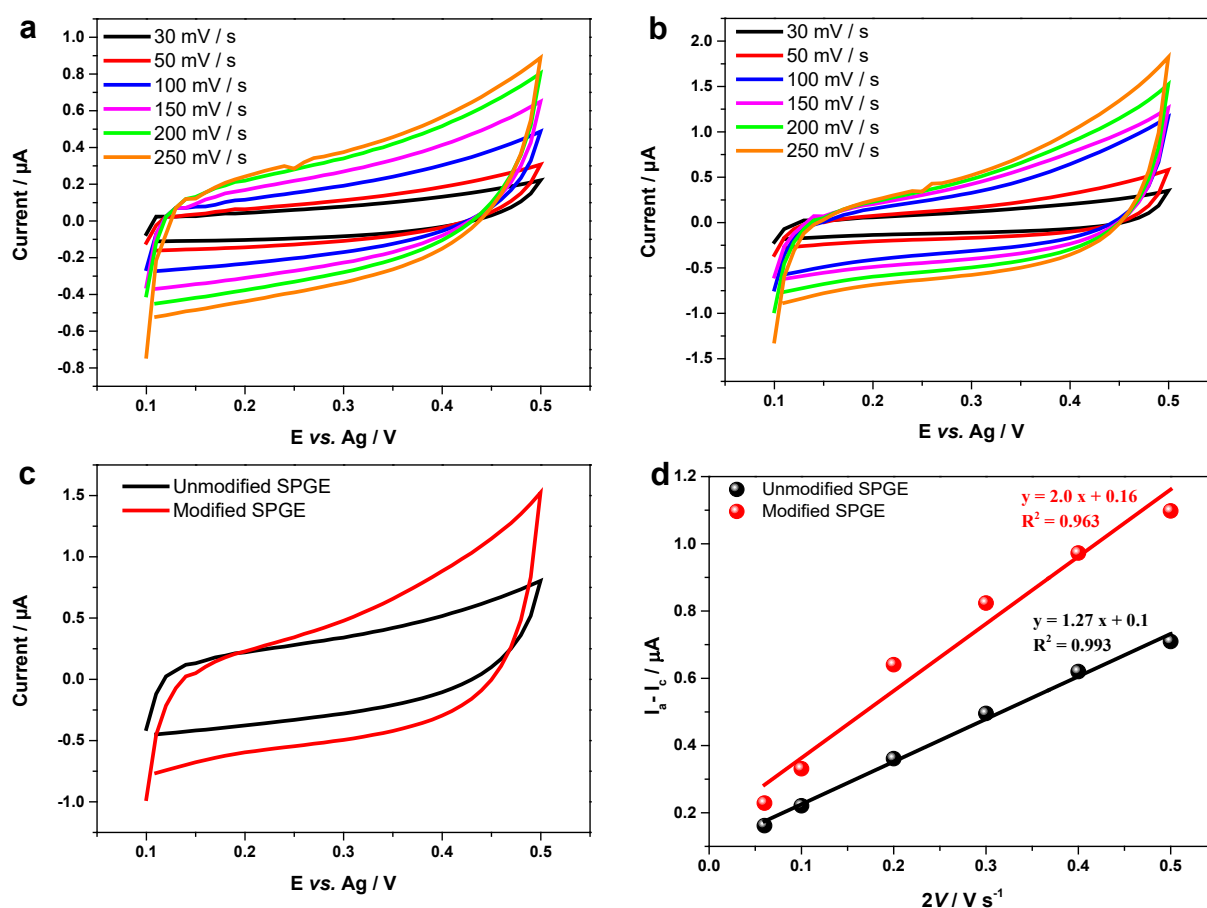 a
30 mV / s
50 mV / s
100 mV / s
150 mV / s
200 mV / s
250 mV / s
1.0
0.8
0.6
0.4
0.2
0.0
-0.2
-0.4
-0.6
-0.8
Current / µA
0.1 0.2 0.3 0.4 0.5
E vs. Ag / V
b
30 mV / s
50 mV / s
100 mV / s
150 mV / s
200 mV / s
250 mV / s
2.0
1.5
1.0
0.5
0.0
-0.5
-1.0
-1.5
Current / µA
0.1 0.2 0.3 0.4 0.5
E vs. Ag / V
c
Unmodified SPGE
Modified SPGE
1.5
1.0
0.5
0.0
-0.5
-1.0
Current / µA
0.1 0.2 0.3 0.4 0.5
E vs. Ag / V
d
Unmodified SPGE
Modified SPGE
y = 2.0 x + 0.16
R² = 0.963
y = 1.27 x + 0.1
R² = 0.993
1.2
1.0
0.8
0.6
0.4
0.2
Iₐ - I꜀ / µA
0.0 0.1 0.2 0.3 0.4 0.5
2V / V s⁻¹